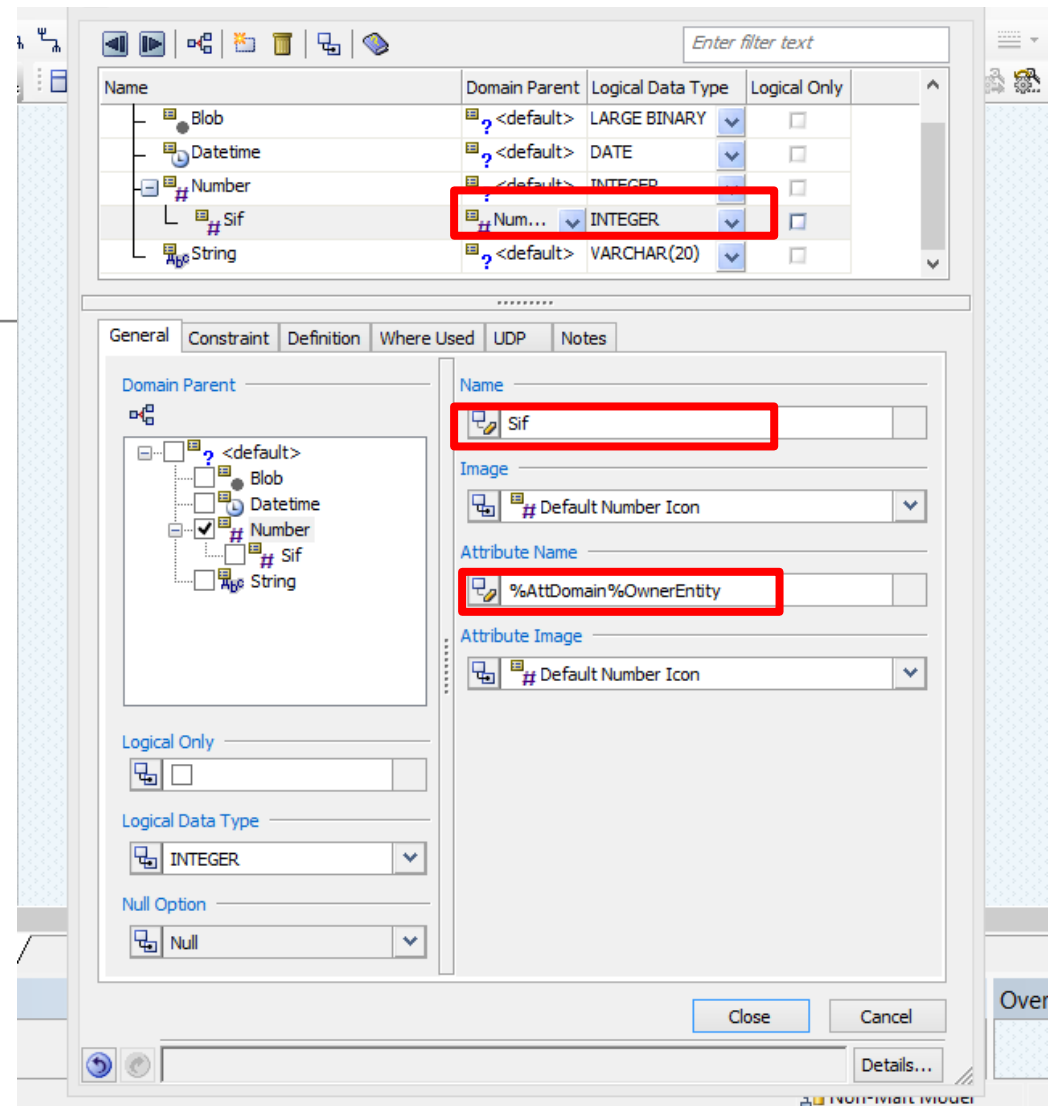 Enter filter text
Name Domain Parent Logical Data Type Logical Only
Blob <default> LARGE BINARY
Datetime <default> DATE
Number <default> INTEGER
Sif Num... INTEGER
String <default> VARCHAR(20)
General Constraint Definition Where Used UDP Notes
Domain Parent
<default>
Blob
Datetime
Number
Sif
String
Logical Only
Logical Data Type
INTEGER
Null Option
Null
Name
Sif
Image
Default Number Icon
Attribute Name
%AttDomain%OwnerEntity
Attribute Image
Default Number Icon
Close Cancel
Over
Details...
Non-Mart Model